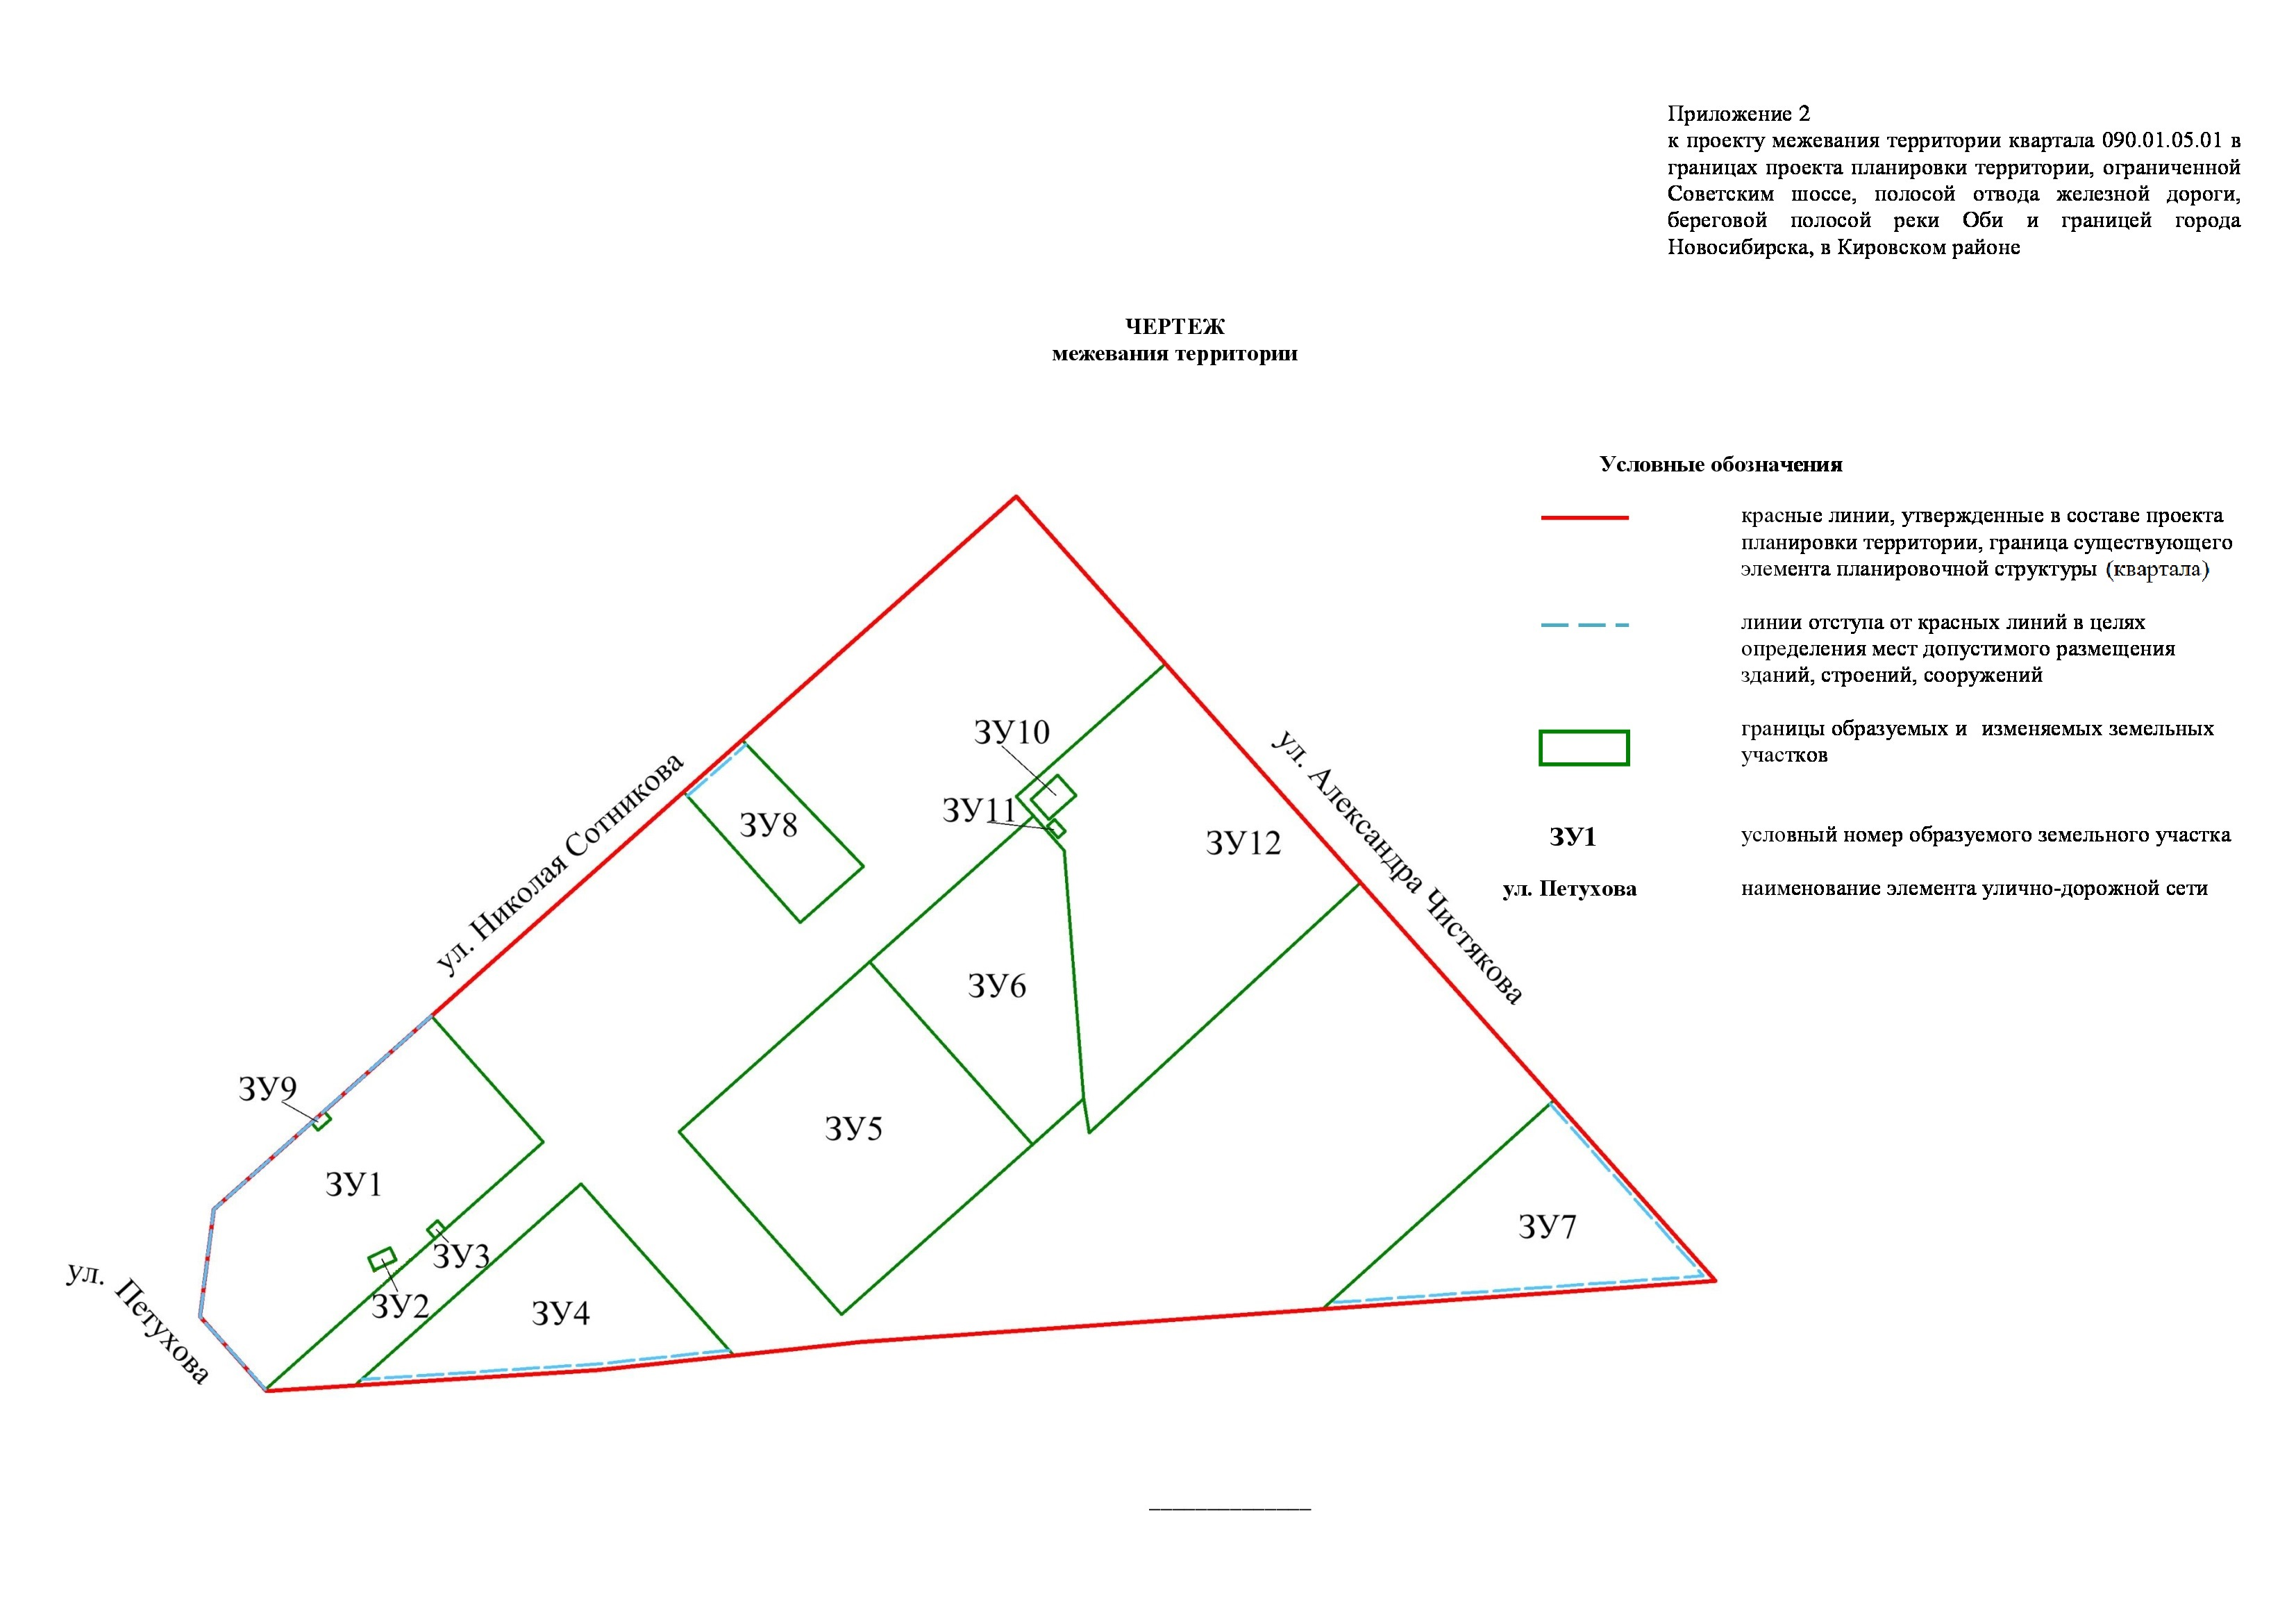 Приложение 2
к проекту межевания территории квартала 090.01.05.01 в
границах проекта планировки территории, ограниченной
Советским шоссе, полосой отвода железной дороги,
береговой полосой реки Оби и границей города
Новосибирска, в Кировском районе
ЧЕРТЕЖ
межевания территории
Условные обозначения
красные линии, утвержденные в составе проекта
планировки территории, граница существующего
элемента планировочной структуры (квартала)
линии отступа от красных линий в целях
определения мест допустимого размещения
зданий, строений, сооружений
границы образуемых и изменяемых земельных
участков
ЗУ1 условный номер образуемого земельного участка
ул. Петухова наименование элемента улично-дорожной сети
ЗУ10
ЗУ11
ЗУ8
ЗУ12
ул. Николая Сотникова
ул. Александра Чистякова
ЗУ6
ЗУ9
ЗУ5
ЗУ1
ЗУ7
ЗУ3
ЗУ2
ЗУ4
ул. Петухова